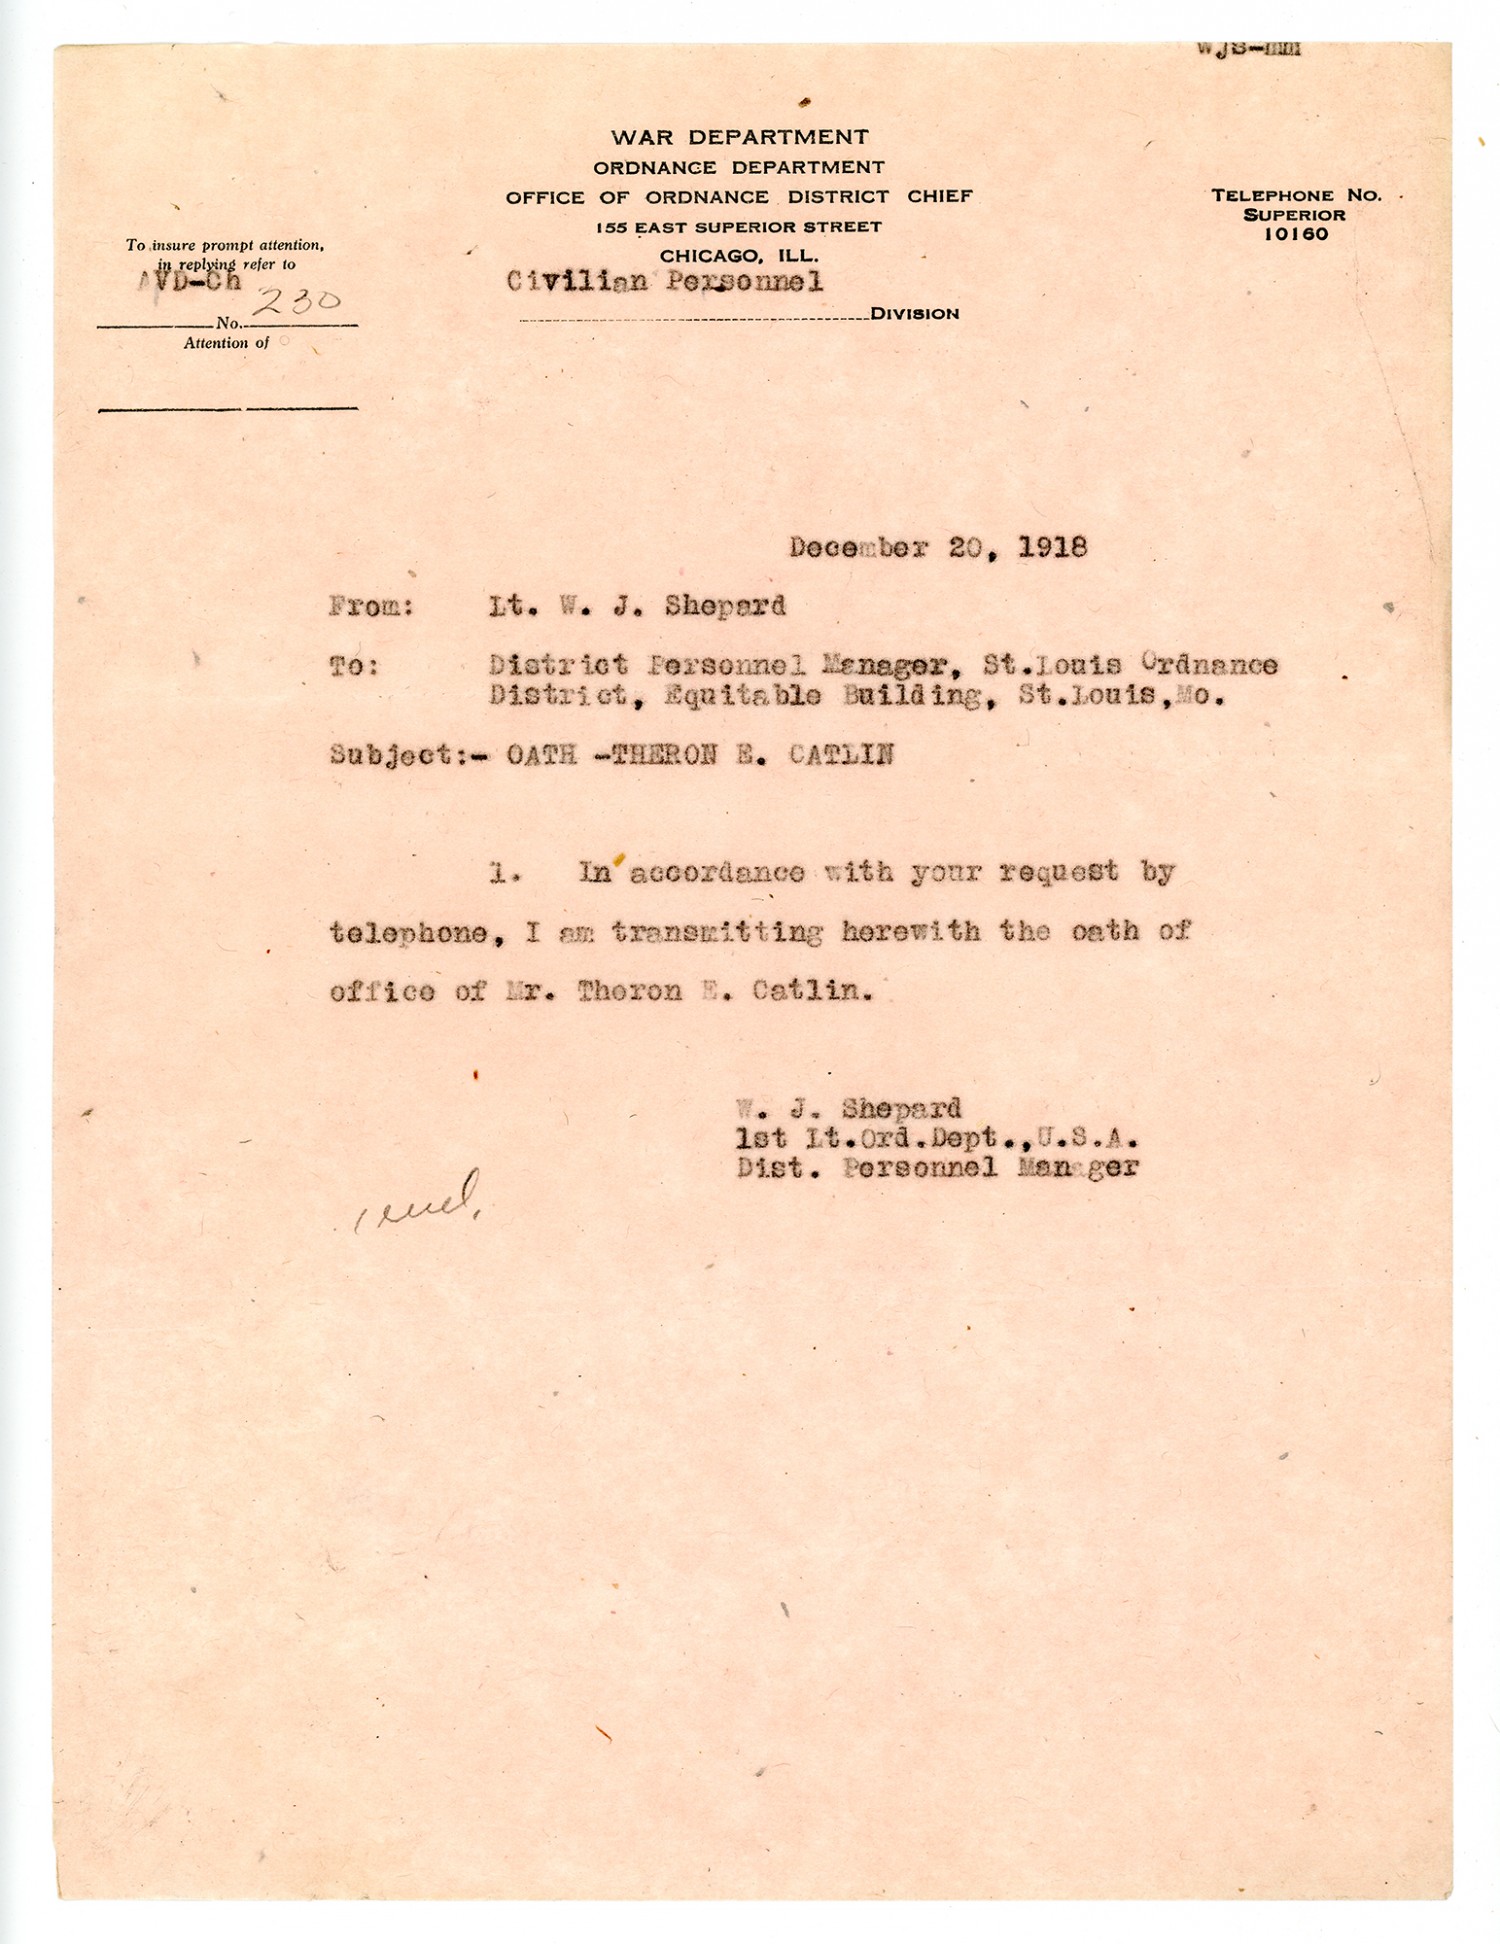 WJS-mm
WAR DEPARTMENT
ORDNANCE DEPARTMENT
OFFICE OF ORDNANCE DISTRICT CHIEF
155 EAST SUPERIOR STREET
CHICAGO, ILL.
Civilian Personnel
DIVISION
TELEPHONE NO.
SUPERIOR
10160
To insure prompt attention,
in replying refer to
AVD-Ch
No. 230
Attention of
December 20, 1918
From: Lt. W. J. Shepard
To: District Personnel Manager, St.Louis Ordnance
District, Equitable Building, St.Louis,Mo.
Subject:- OATH -THERON E. CATLIN
1. In accordance with your request by
telephone, I am transmitting herewith the oath of
office of Mr. Theron E. Catlin.
W. J. Shepard
1st Lt.Ord.Dept.,U.S.A.
Dist. Personnel Manager